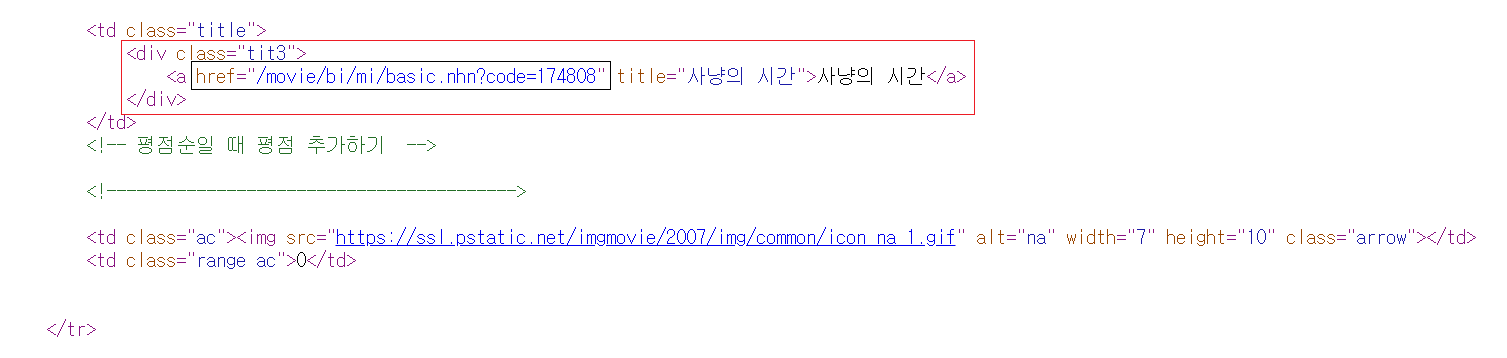 <td class="title">
<div class="tit3">
<a href="/movie/bi/mi/basic.nhn?code=174808" title="사냥의 시간">사냥의 시간</a>
</div>
</td>
<!-- 평점순일 때 평점 추가하기  -->
<!----------------------------------------->
<td class="ac"><img src="https://ssl.pstatic.net/imgmovie/2007/img/common/icon_na_1.gif" alt="na" width="7" height="10" class="arrow"></td>
<td class="range ac">0</td>
</tr>